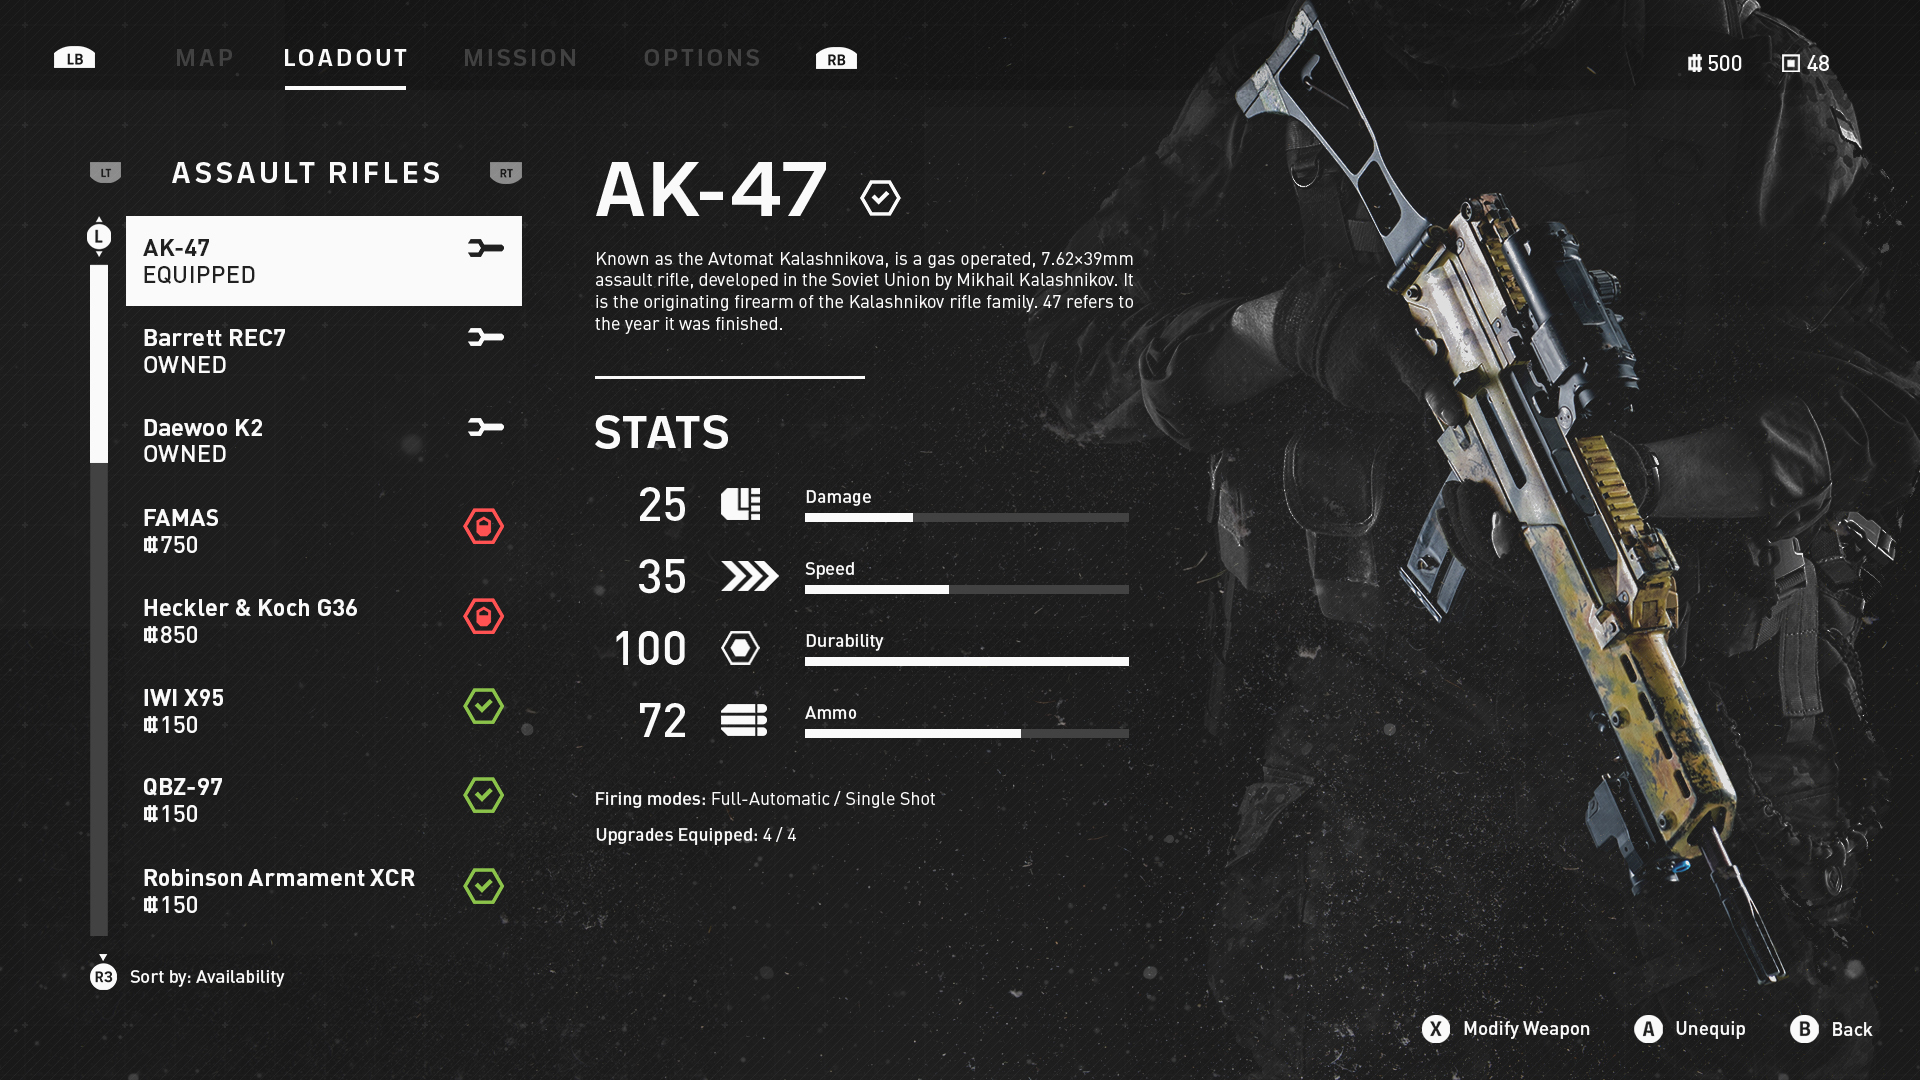 LB MAP LOADOUT MISSION OPTIONS RB
500 48
LT ASSAULT RIFLES RT
L
AK-47
EQUIPPED
Barrett REC7
OWNED
Daewoo K2
OWNED
FAMAS
750
Heckler & Koch G36
850
IWI X95
150
QBZ-97
150
Robinson Armament XCR
150
R3 Sort by: Availability
AK-47
Known as the Avtomat Kalashnikova, is a gas operated, 7.62×39mm
assault rifle, developed in the Soviet Union by Mikhail Kalashnikov. It
is the originating firearm of the Kalashnikov rifle family. 47 refers to
the year it was finished.
STATS
25 Damage
35 Speed
100 Durability
72 Ammo
Firing modes: Full-Automatic / Single Shot
Upgrades Equipped: 4 / 4
X Modify Weapon A Unequip B Back